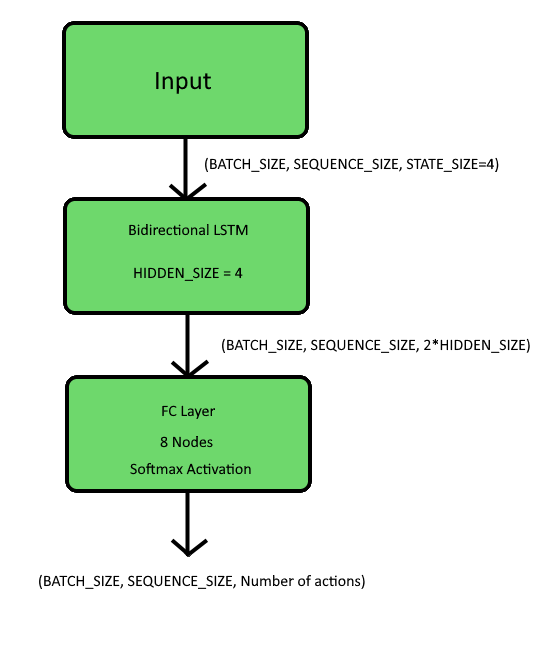 Input
(BATCH_SIZE, SEQUENCE_SIZE, STATE_SIZE=4)
Bidirectional LSTM
HIDDEN_SIZE = 4
(BATCH_SIZE, SEQUENCE_SIZE, 2*HIDDEN_SIZE)
FC Layer
8 Nodes
Softmax Activation
(BATCH_SIZE, SEQUENCE_SIZE, Number of actions)